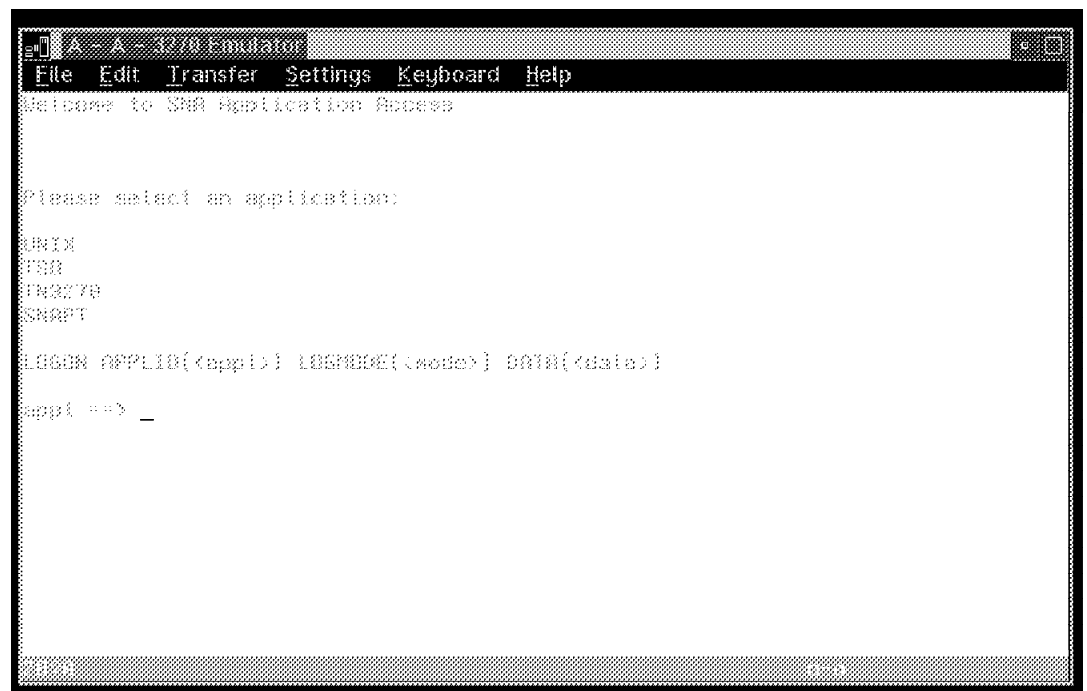 A - A - 3270 Emulator
File Edit Transfer Settings Keyboard Help
Welcome to SNA Application Access
Please select an application:
UNIX
TSO
TN3270
SNAPT
LOGON APPLID(<appl>) LOGMODE(<mode>) DATA(<data>)
appl ==> _